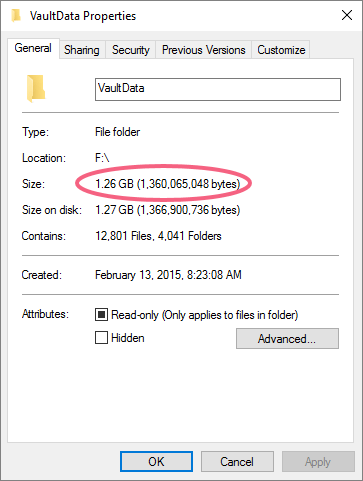 VaultData Properties
General Sharing Security Previous Versions Customize
VaultData
Type: File folder
Location: F:\
Size: 1.26 GB (1,360,065,048 bytes)
Size on disk: 1.27 GB (1,366,900,736 bytes)
Contains: 12,801 Files, 4,041 Folders
Created: February 13, 2015, 8:23:08 AM
Attributes: Read-only (Only applies to files in folder)
Hidden Advanced...
OK Cancel Apply